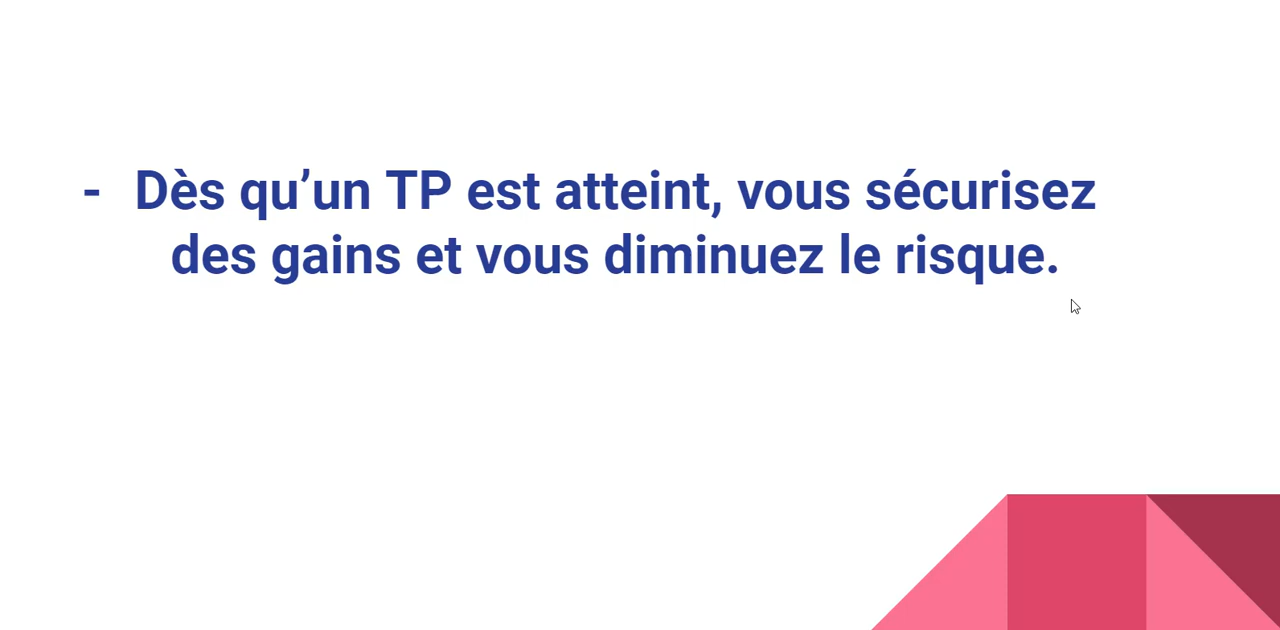 - Dès qu’un TP est atteint, vous sécurisez
des gains et vous diminuez le risque.